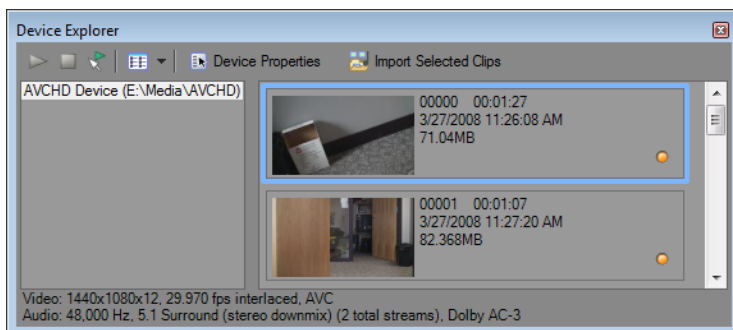 Device Explorer
Device Properties Import Selected Clips
AVCHD Device (E:\Media\AVCHD)
00000 00:01:27
3/27/2008 11:26:08 AM
71.04MB
00001 00:01:07
3/27/2008 11:27:20 AM
82.368MB
Video: 1440x1080x12, 29.970 fps interlaced, AVC
Audio: 48,000 Hz, 5.1 Surround (stereo downmix) (2 total streams), Dolby AC-3